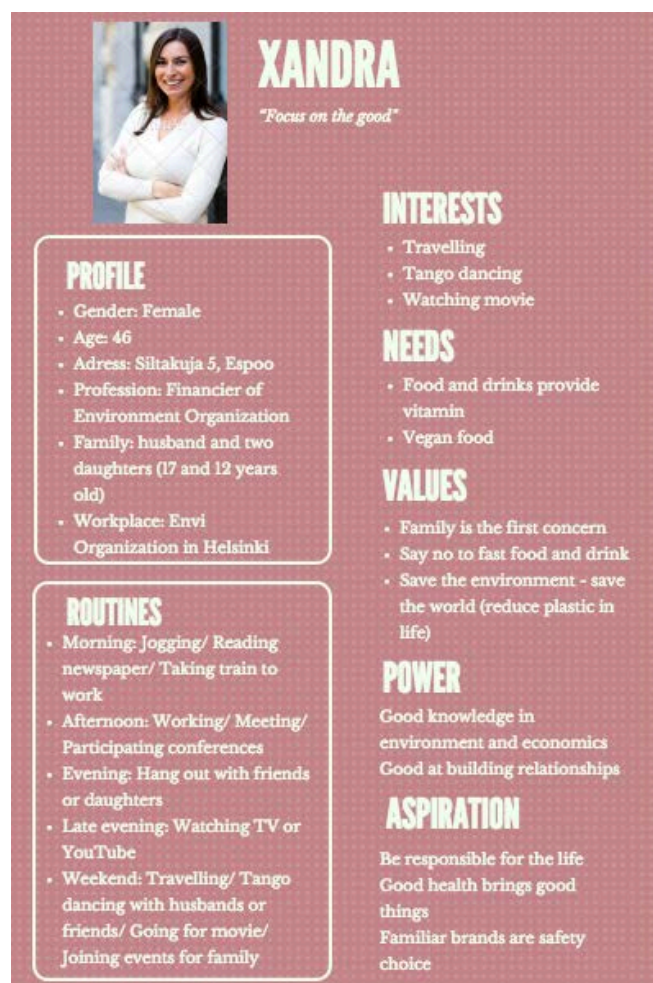 XANDRA
"Focus on the good"
PROFILE
• Gender: Female
• Age: 46
• Adress: Siltakuja 5, Espoo
• Profession: Financier of
Environment Organization
• Family: husband and two
daughters (17 and 12 years
old)
• Workplace: Envi
Organization in Helsinki
ROUTINES
• Morning: Jogging/ Reading
newspaper/ Taking train to
work
• Afternoon: Working/ Meeting/
Participating conferences
• Evening: Hang out with friends
or daughters
• Late evening: Watching TV or
YouTube
• Weekend: Travelling/ Tango
dancing with husbands or
friends/ Going for movie/
Joining events for family
INTERESTS
• Travelling
• Tango dancing
• Watching movie
NEEDS
• Food and drinks provide
vitamin
• Vegan food
VALUES
• Family is the first concern
• Say no to fast food and drink
• Save the environment - save
the world (reduce plastic in
life)
POWER
Good knowledge in
environment and economics
Good at building relationships
ASPIRATION
Be responsible for the life
Good health brings good
things
Familiar brands are safety
choice